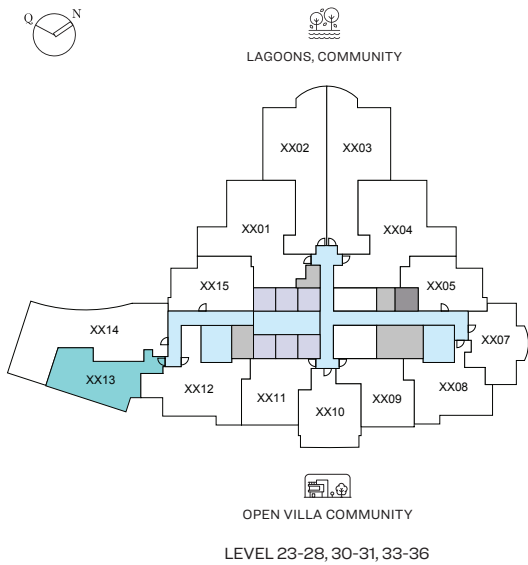 Q N
LAGOONS, COMMUNITY
XX02 XX03
XX01 XX04
XX15 XX05
XX14 XX07
XX13 XX12 XX11 XX10 XX09 XX08
OPEN VILLA COMMUNITY
LEVEL 23-28, 30-31, 33-36